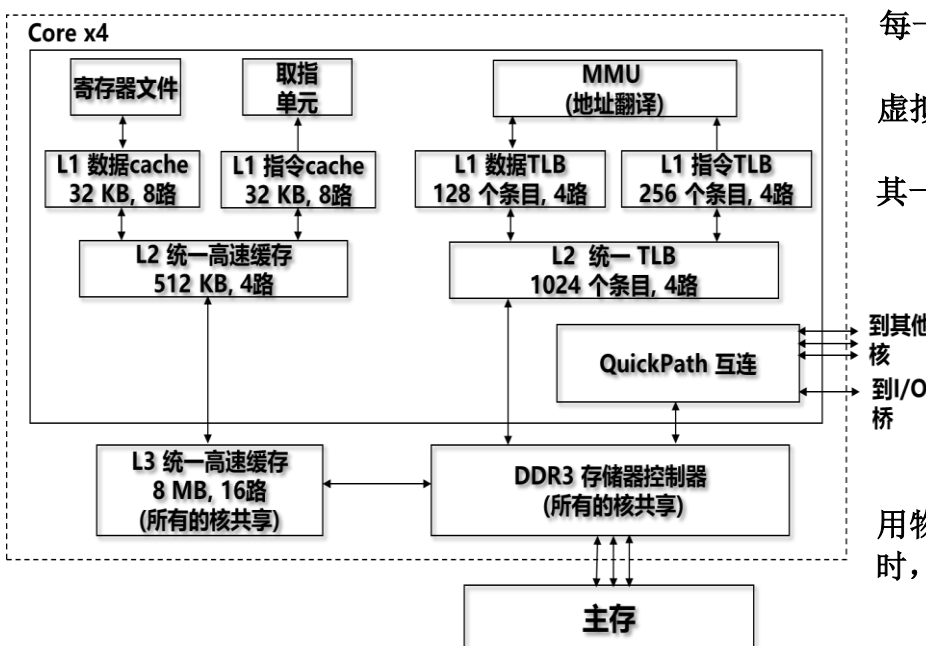 Core x4
寄存器文件
取指
单元
MMU
(地址翻译)
L1 数据cache
32 KB, 8路
L1 指令cache
32 KB, 8路
L1 数据TLB
128 个条目, 4路
L1 指令TLB
256 个条目, 4路
L2 统一高速缓存
512 KB, 4路
L2 统一 TLB
1024 个条目, 4路
QuickPath 互连
到其他
核
到I/O
桥
L3 统一高速缓存
8 MB, 16路
(所有的核共享)
DDR3 存储器控制器
(所有的核共享)
主存
每一
虚拟
其一
用物
时，